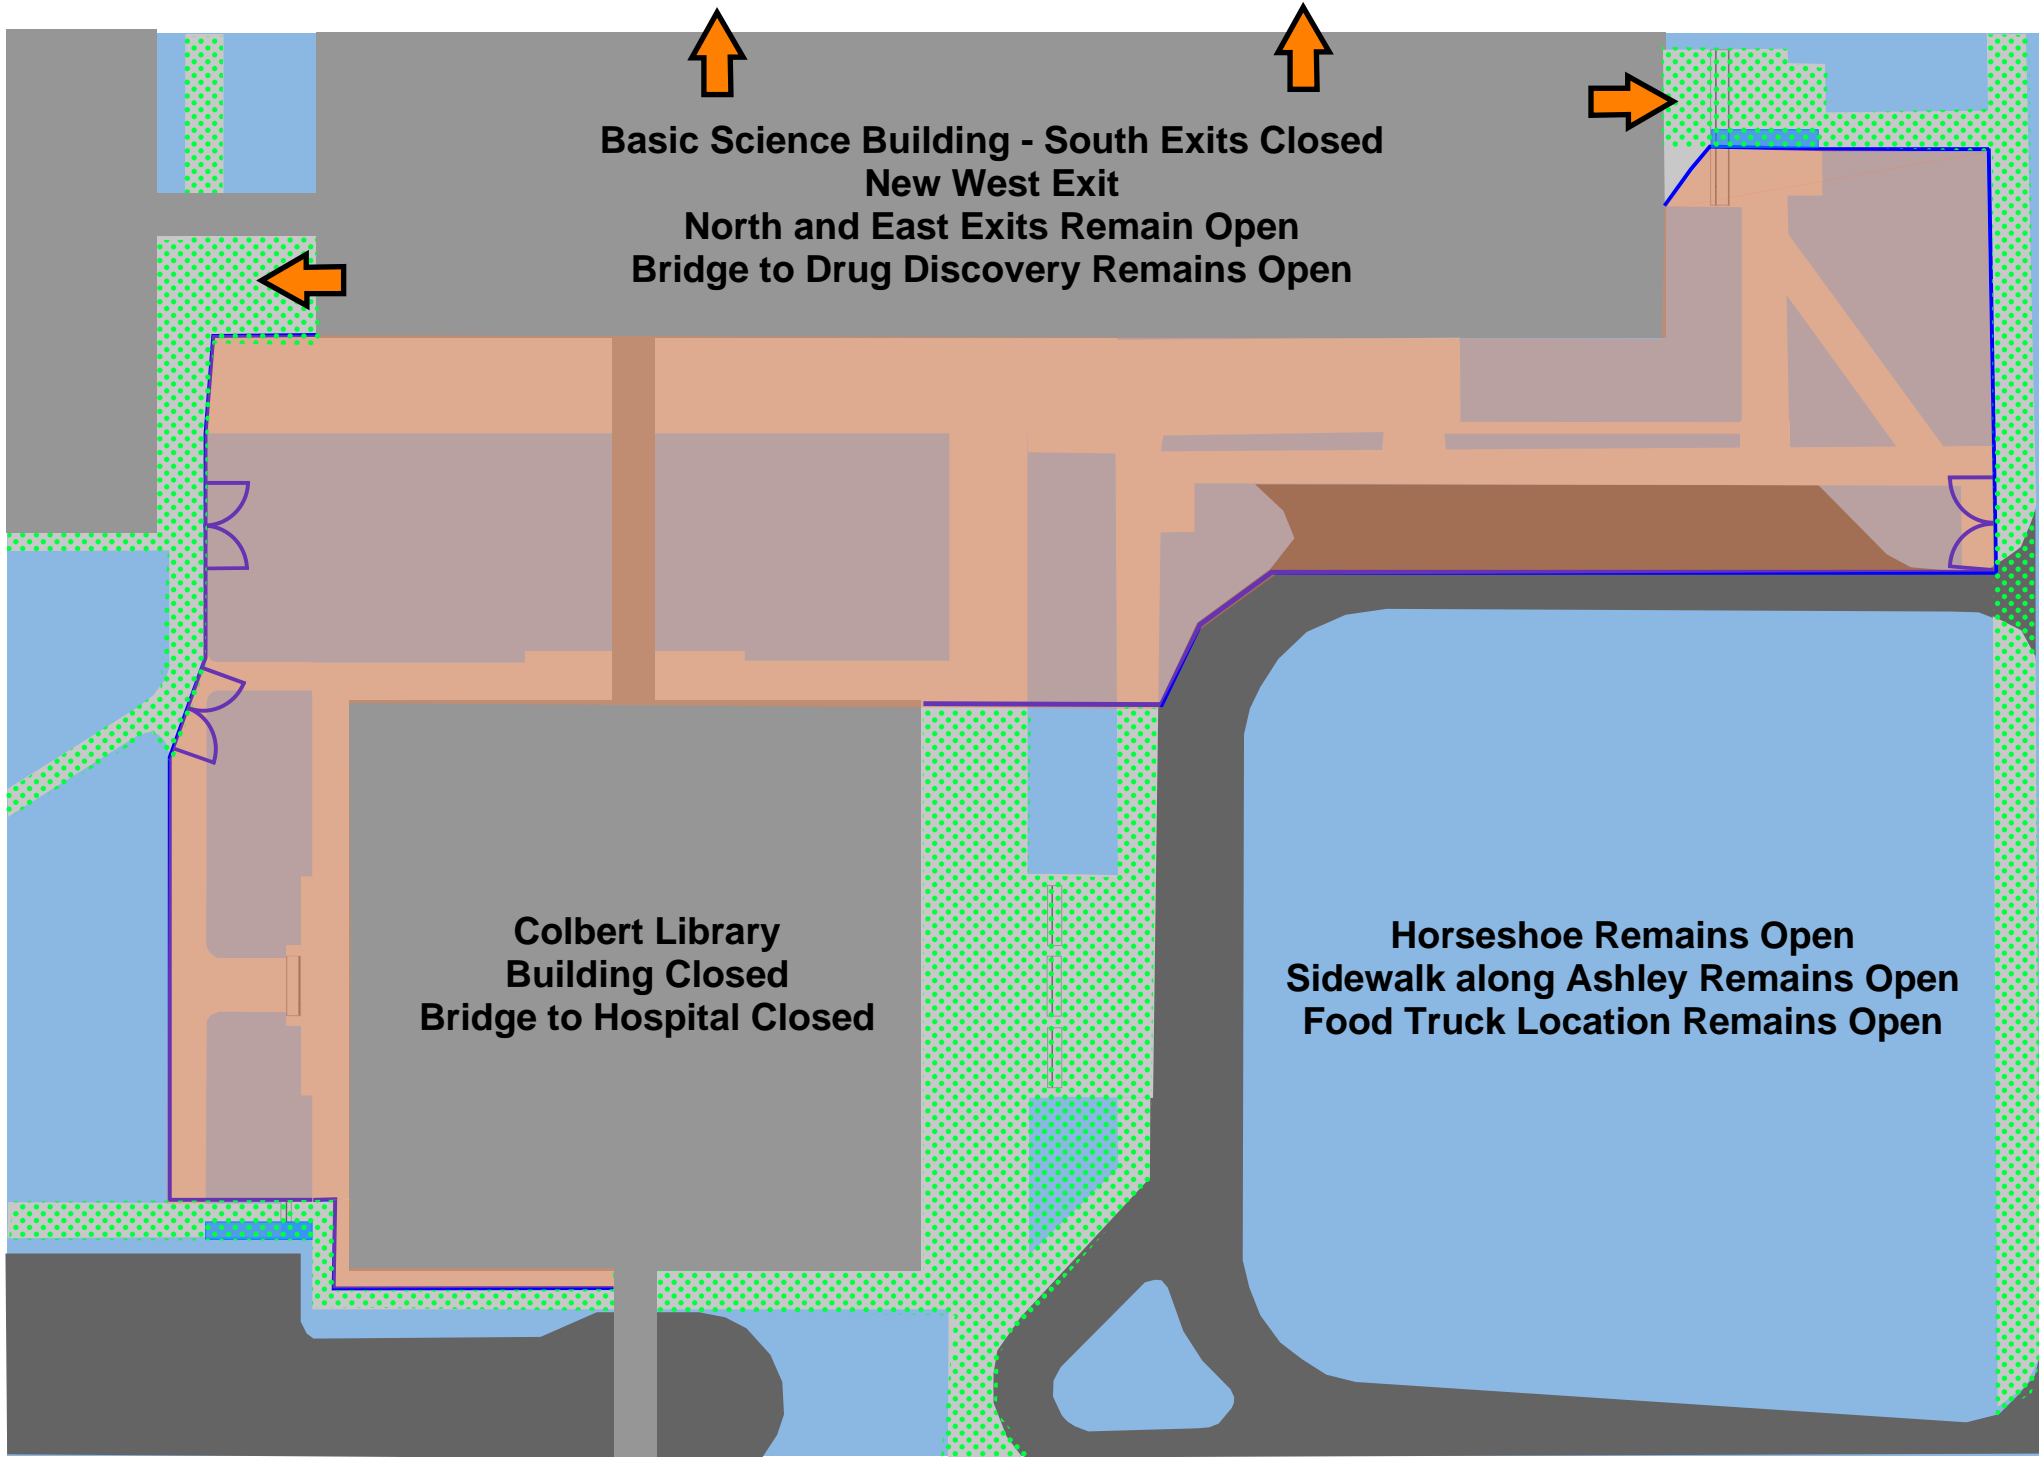 Basic Science Building - South Exits Closed
New West Exit
North and East Exits Remain Open
Bridge to Drug Discovery Remains Open
Colbert Library
Building Closed
Bridge to Hospital Closed
Horseshoe Remains Open
Sidewalk along Ashley Remains Open
Food Truck Location Remains Open